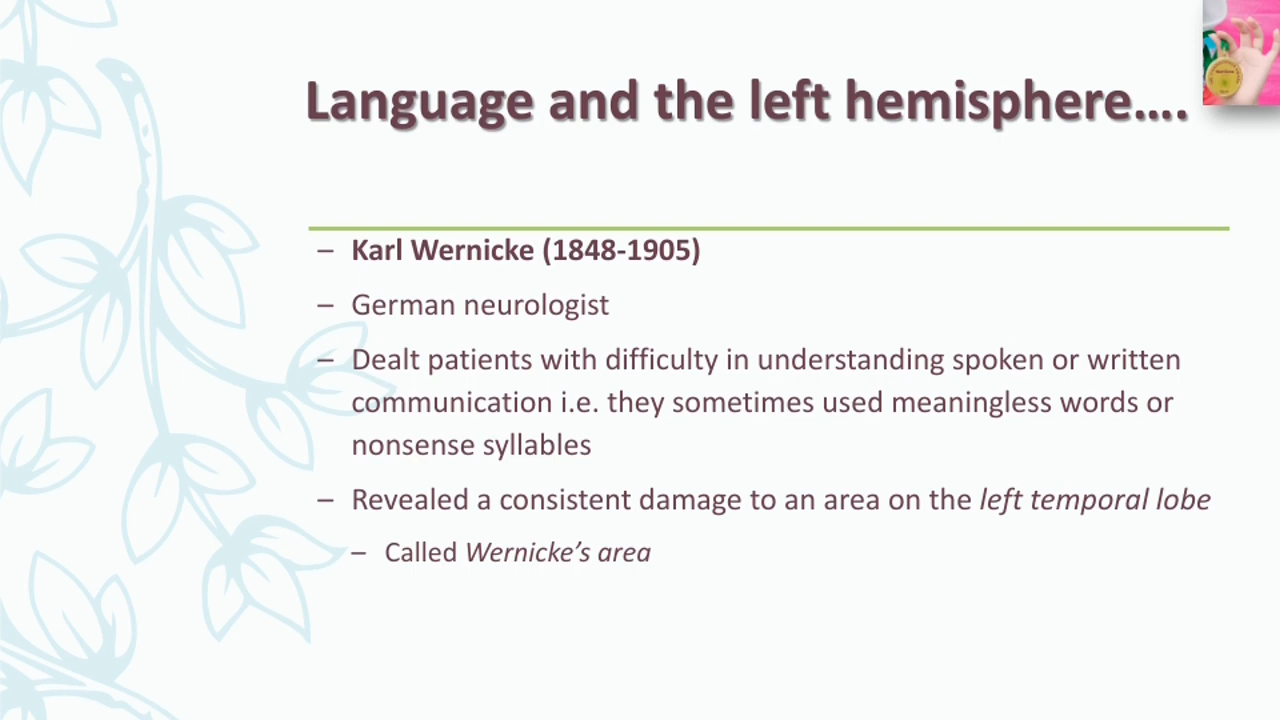 Language and the left hemisphere....
– Karl Wernicke (1848-1905)
– German neurologist
– Dealt patients with difficulty in understanding spoken or written
communication i.e. they sometimes used meaningless words or
nonsense syllables
– Revealed a consistent damage to an area on the left temporal lobe
– Called Wernicke’s area